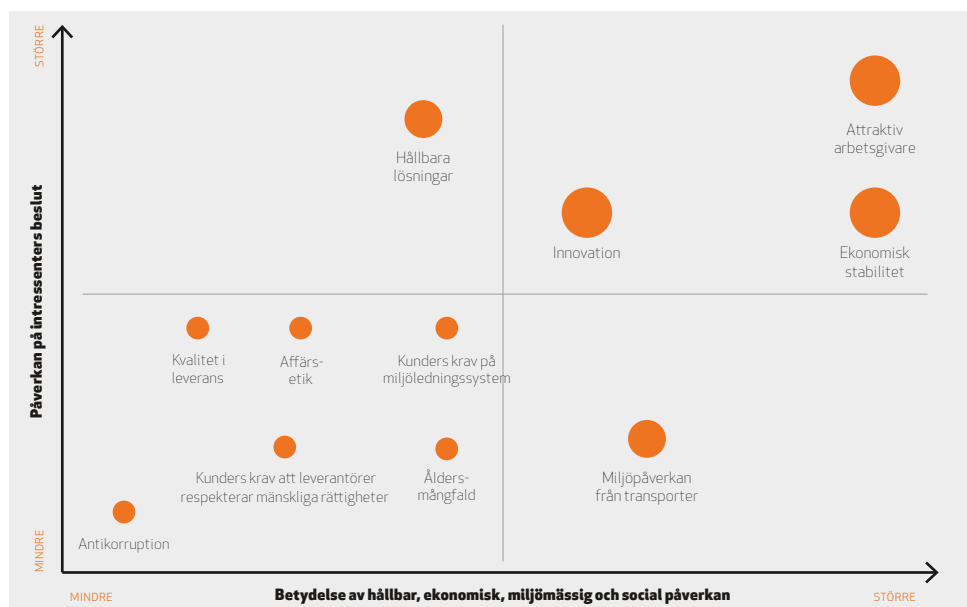 STÖRRE
Påverkan på intressenters beslut
MINDRE
Attraktiv
arbetsgivare
Hållbara
lösningar
Innovation
Ekonomisk
stabilitet
Kvalitet i
leverans
Affärs-
etik
Kunders krav på
miljöledningssystem
Kunders krav att leverantörer
respekterar mänskliga rättigheter
Ålders-
mångfald
Miljöpåverkan
från transporter
Antikorruption
MINDRE
Betydelse av hållbar, ekonomisk, miljömässig och social påverkan
STÖRRE